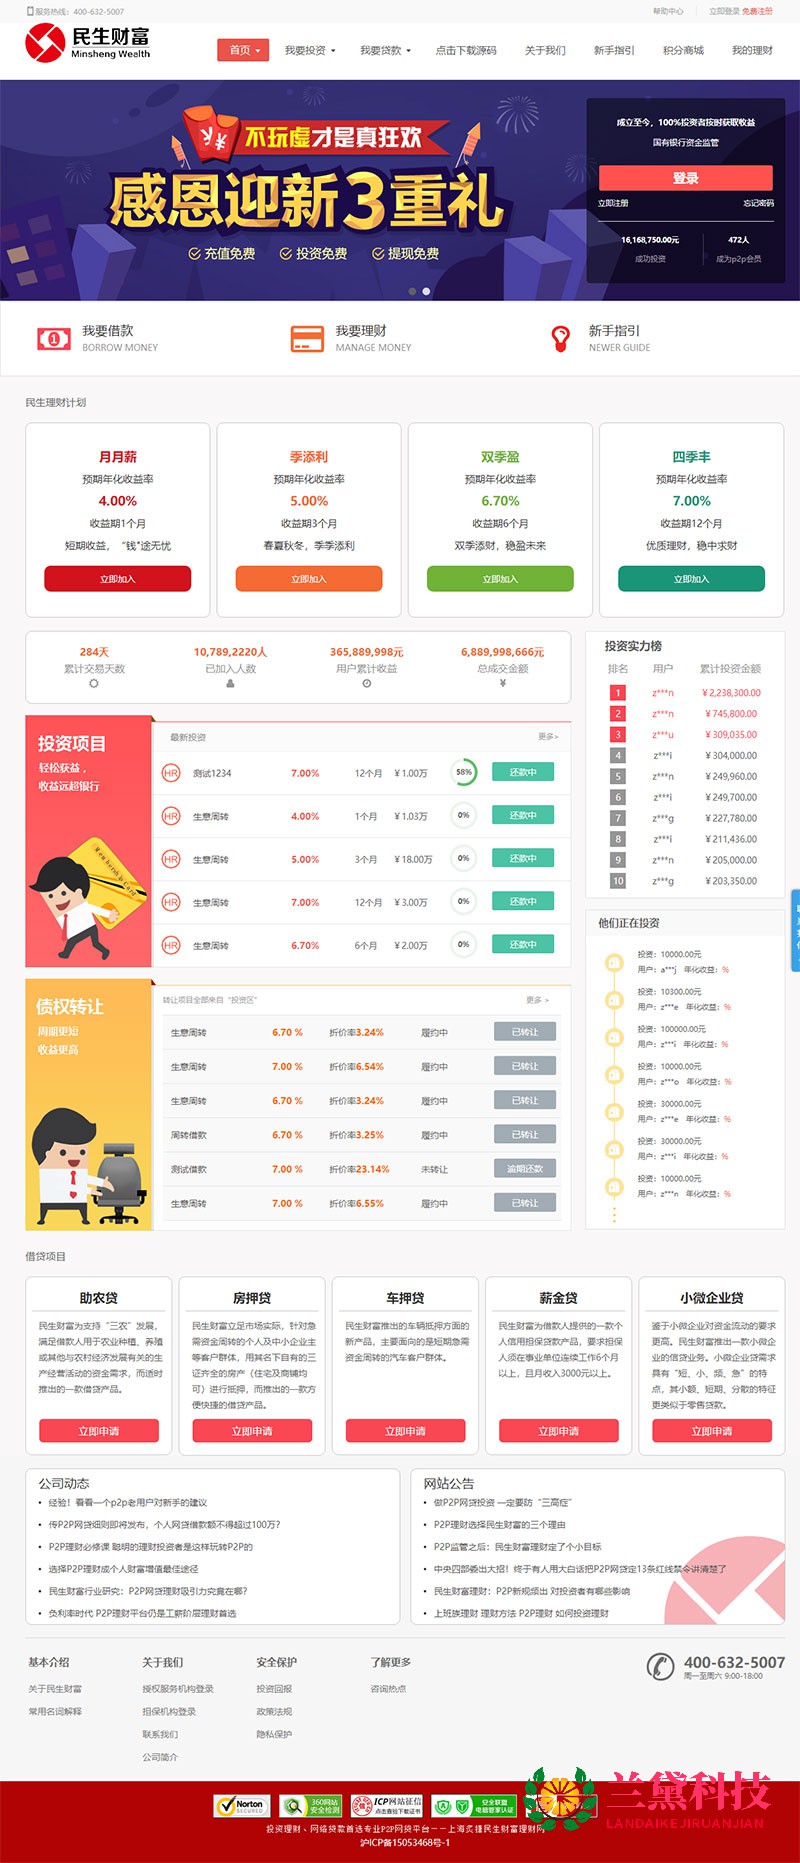 服务热线：400-632-5007
帮助中心 立即登录 免费注册
民生财富
Minsheng Wealth
首页 我要投资 我要贷款 点击下载源码 关于我们 新手指引 积分商城 我的理财
不玩虚才是真狂欢
感恩迎新3重礼
充值免费 投资免费 提现免费
成立至今，100%投资者按时获取收益
国有银行资金监管
登录
立即注册 忘记密码
16,168,750.00元 472人
成功投资 成为p2p会员
我要借款
BORROW MONEY
我要理财
MANAGE MONEY
新手指引
NEWER GUIDE
民生理财计划
月月薪
预期年化收益率
4.00%
收益期1个月
短期收益，“钱”途无忧
立即加入
季添利
预期年化收益率
5.00%
收益期3个月
春夏秋冬，季季添利
立即加入
双季盈
预期年化收益率
6.70%
收益期6个月
双季添财，稳盈未来
立即加入
四季丰
预期年化收益率
7.00%
收益期12个月
优质理财，稳中求财
立即加入
284天 10,789,2220人 365,889,998元 6,889,998,666元
累计交易天数 已加入人数 用户累计收益 总成交金额
投资项目
轻松获益，
收益远超银行
Membership Card
最新投资 更多>
HR 测试1234 7.00% 12个月 ￥1.00万 58% 还款中
HR 生意周转 4.00% 1个月 ￥1.03万 0% 还款中
HR 生意周转 5.00% 3个月 ￥18.00万 0% 还款中
HR 生意周转 7.00% 12个月 ￥3.00万 0% 还款中
HR 生意周转 6.70% 6个月 ￥2.00万 0% 还款中
债权转让
周期更短
收益更高
转让项目全部来自“投资区” 更多 >
生意周转 6.70 % 折价率3.24% 履约中 已转让
生意周转 7.00 % 折价率6.54% 履约中 已转让
生意周转 6.70 % 折价率3.24% 履约中 已转让
周转借款 6.70 % 折价率3.25% 履约中 已转让
测试借款 7.00 % 折价率23.14% 未转让 逾期还款
生意周转 7.00 % 折价率6.55% 履约中 已转让
投资实力榜
排名 用户 累计投资金额
1 z***n ￥2,238,300.00
2 z***n ￥745,800.00
3 z***u ￥309,035.00
4 z***i ￥304,000.00
5 z***n ￥249,960.00
6 z***i ￥249,700.00
7 z***g ￥227,780.00
8 z***i ￥211,436.00
9 z***n ￥205,000.00
10 z***g ￥203,350.00
他们正在投资
投资：10000.00元
用户：a***j 年化收益：%
投资：10300.00元
用户：z***e 年化收益：%
投资：100000.00元
用户：z***i 年化收益：%
投资：10000.00元
用户：z***o 年化收益：%
投资：30000.00元
用户：z***e 年化收益：%
投资：30000.00元
用户：z***i 年化收益：%
投资：10000.00元
用户：z***n 年化收益：%
借贷项目
助农贷
民生财富为支持“三农”发展，
满足借款人用于农业种植、养殖
或其他与农村经济发展有关的生
产经营活动的资金需求，而适时
推出的一款借贷产品。
立即申请
房押贷
民生财富立足市场实际，针对急
需资金周转的个人及中小企业主
等客户群体，用其名下自有的三
证齐全的房产（住宅及商铺均
可）进行抵押，而推出的一款方
便快捷的借贷产品。
立即申请
车押贷
民生财富推出的车辆抵押方面的
新产品，主要面向的是短期急需
资金周转的汽车客户群体。
立即申请
薪金贷
民生财富为借款人提供的一款个
人信用担保贷款产品，要求担保
人须在事业单位连续工作6个月
以上，且月收入3000元以上。
立即申请
小微企业贷
鉴于小微企业对资金流动的要求
更高。民生财富推出一款小微企
业的信贷业务。小微企业贷需求
具有“短、小、频、急”的特
点，其小额、短期、分散的特征
更类似于零售贷款。
立即申请
公司动态
• 经验！看看一个p2p老用户对新手的建议
• 传P2P网贷细则即将发布，个人网贷借款额不得超过100万？
• P2P理财必修课 聪明的理财投资者是这样玩转P2P的
• 选择P2P理财成个人财富增值最佳途径
• 民生财富行业研究：P2P网贷理财吸引力究竟在哪？
• 负利率时代 P2P理财平台仍是工薪阶层理财首选
网站公告
• 做P2P网贷投资 一定要防“三高症”
• P2P理财选择民生财富的三个理由
• P2P监管之后：民生财富理财定了个小目标
• 中央四部委出大招！终于有人用大白话把P2P网贷定13条红线禁令讲清楚了
• 民生财富理财：P2P新规频出 对投资者有哪些影响
• 上班族理财 理财方法 P2P理财 如何投资理财
基本介绍 关于我们 安全保护 了解更多
关于民生财富 授权服务机构登录 投资回报 咨询热点
常用名词解释 担保机构登录 政策法规
联系我们 隐私保护
公司简介
400-632-5007
周一至周六 9:00-18:00
Norton
SECURED
360网站
安全检测
ICP网站征信
点击查验下载证书
安全联盟
电脑管家认证
兰黛科技
LANDAIKEJIRUANJIAN
投资理财、网络贷款首选专业P2P网贷平台——上海炙锺民生财富理财网
沪ICP备15053468号-1